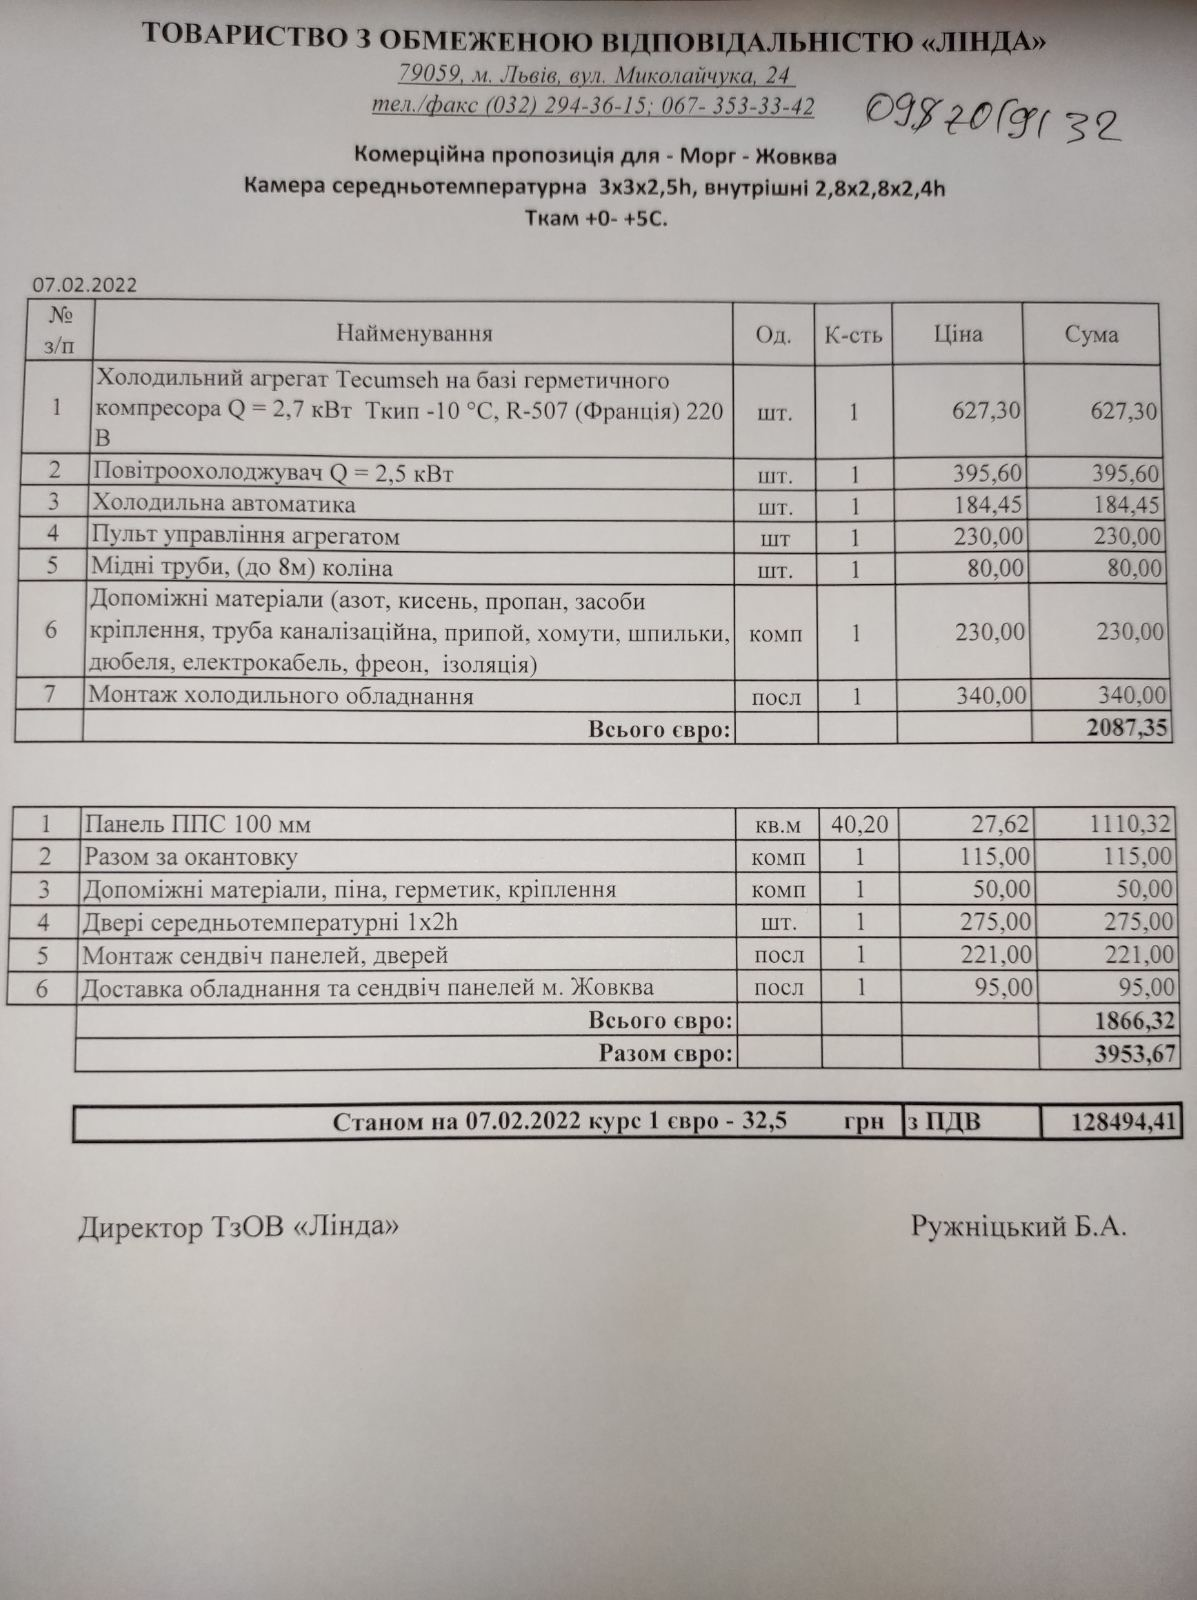 ТОВАРИСТВО З ОБМЕЖЕНОЮ ВІДПОВІДАЛЬНІСТЮ «ЛІНДА»
79059, м. Львів, вул. Миколайчука, 24
тел./факс (032) 294-36-15; 067- 353-33-42
Комерційна пропозиція для - Морг - Жовква
Камера середньотемпературна 3х3х2,5h, внутрішні 2,8х2,8х2,4h
Ткам +0- +5С.
07.02.2022
№ з/п Найменування Од. К-сть Ціна Сума
1 Холодильний агрегат Tecumseh на базі герметичного
компресора Q = 2,7 кВт Ткип -10 °C, R-507 (Франція) 220 шт. 1 627,30 627,30
В
2 Повітроохолоджувач Q = 2,5 кВт шт. 1 395,60 395,60
3 Холодильна автоматика шт. 1 184,45 184,45
4 Пульт управління агрегатом шт 1 230,00 230,00
5 Мідні труби, (до 8м) коліна шт. 1 80,00 80,00
6 Допоміжні матеріали (азот, кисень, пропан, засоби
кріплення, труба каналізаційна, припой, хомути, шпильки, комп 1 230,00 230,00
дюбеля, електрокабель, фреон, ізоляція)
7 Монтаж холодильного обладнання посл 1 340,00 340,00
Всього євро: 2087,35
1 Панель ППС 100 мм кв.м 40,20 27,62 1110,32
2 Разом за окантовку комп 1 115,00 115,00
3 Допоміжні матеріали, піна, герметик, кріплення комп 1 50,00 50,00
4 Двері середньотемпературні 1х2h шт. 1 275,00 275,00
5 Монтаж сендвіч панелей, дверей посл 1 221,00 221,00
6 Доставка обладнання та сендвіч панелей м. Жовква посл 1 95,00 95,00
Всього євро: 1866,32
Разом євро: 3953,67
Станом на 07.02.2022 курс 1 євро - 32,5 грн з ПДВ 128494,41
Директор ТзОВ «Лінда» Ружніцький Б.А.